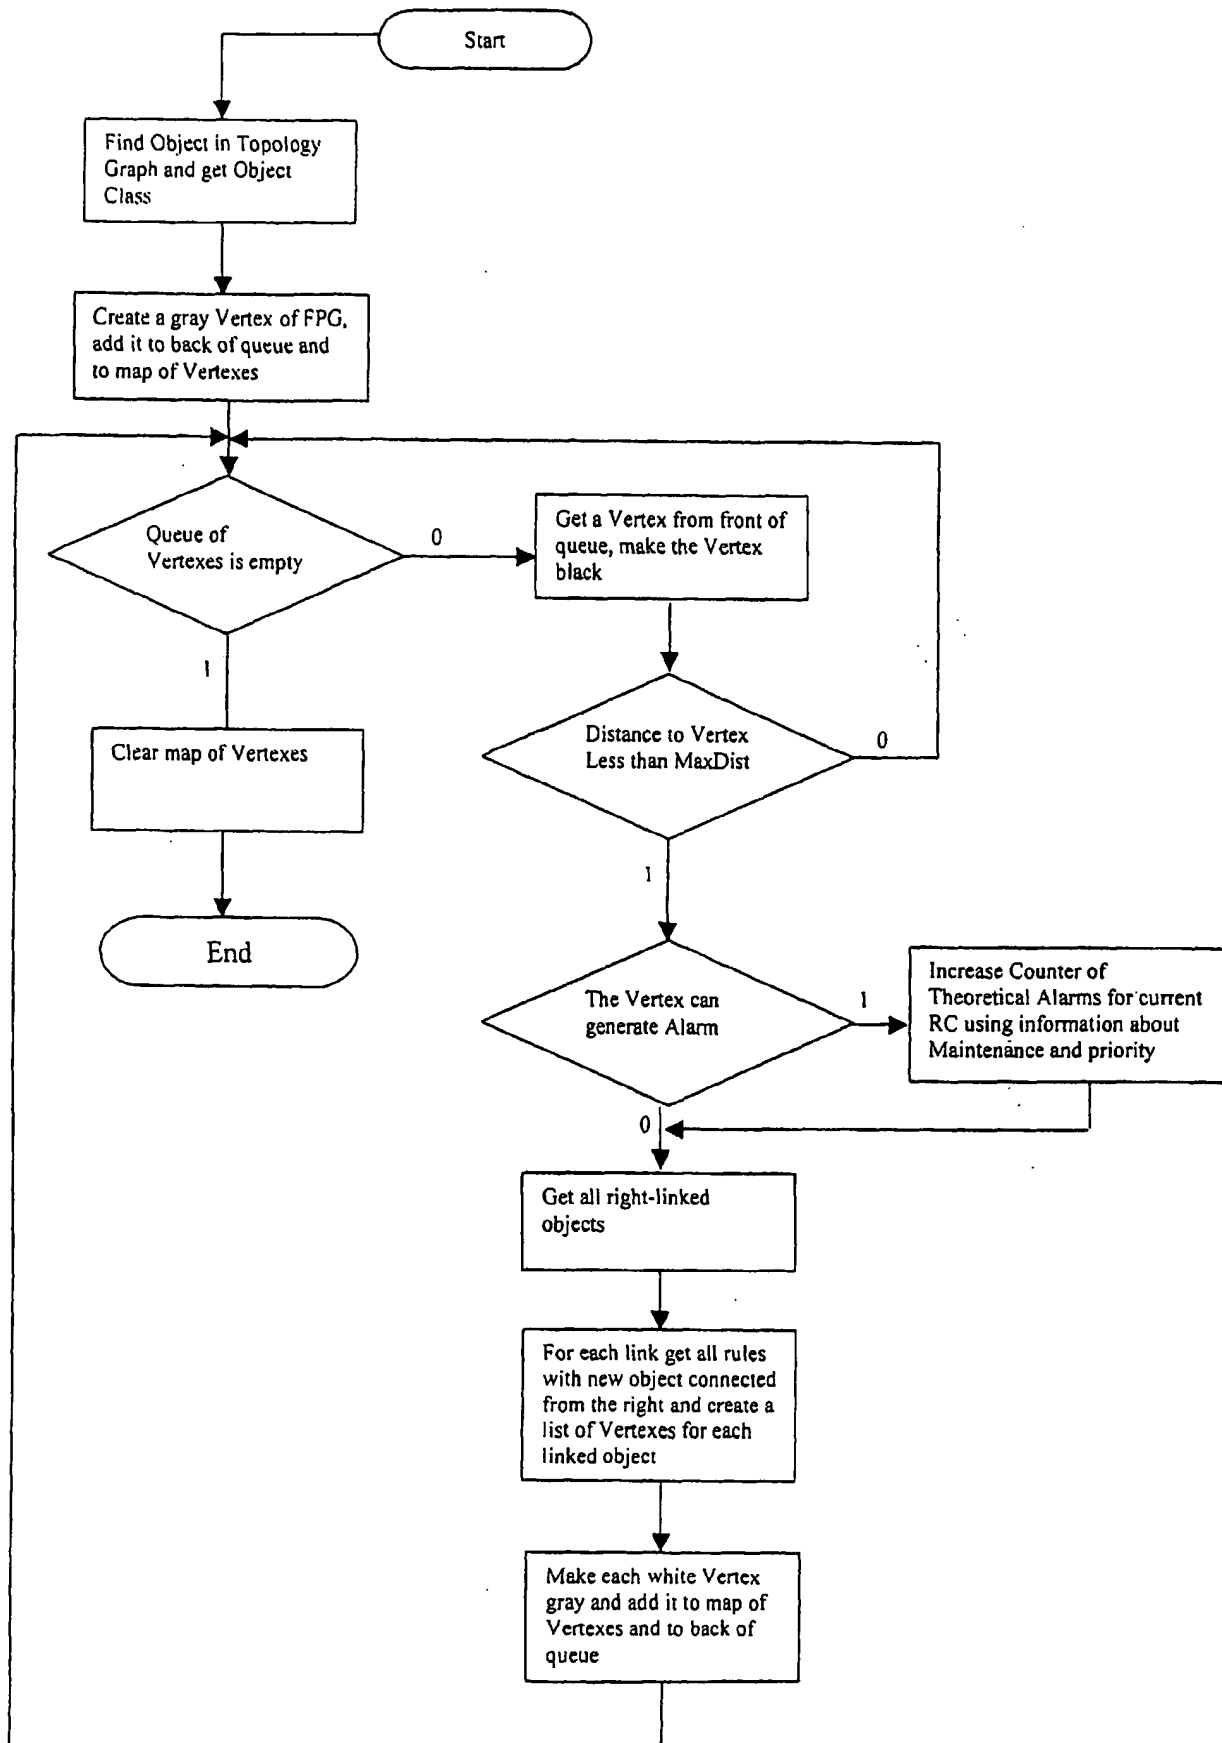 Start
Find Object in Topology
Graph and get Object
Class
Create a gray Vertex of FPG,
add it to back of queue and
to map of Vertexes
Queue of
Vertexes is empty
0
Get a Vertex from front of
queue, make the Vertex
black
1
Clear map of Vertexes
End
Distance to Vertex
Less than MaxDist
0
1
The Vertex can
generate Alarm
1
Increase Counter of
Theoretical Alarms for current
RC using information about
Maintenance and priority
0
Get all right-linked
objects
For each link get all rules
with new object connected
from the right and create a
list of Vertexes for each
linked object
Make each white Vertex
gray and add it to map of
Vertexes and to back of
queue